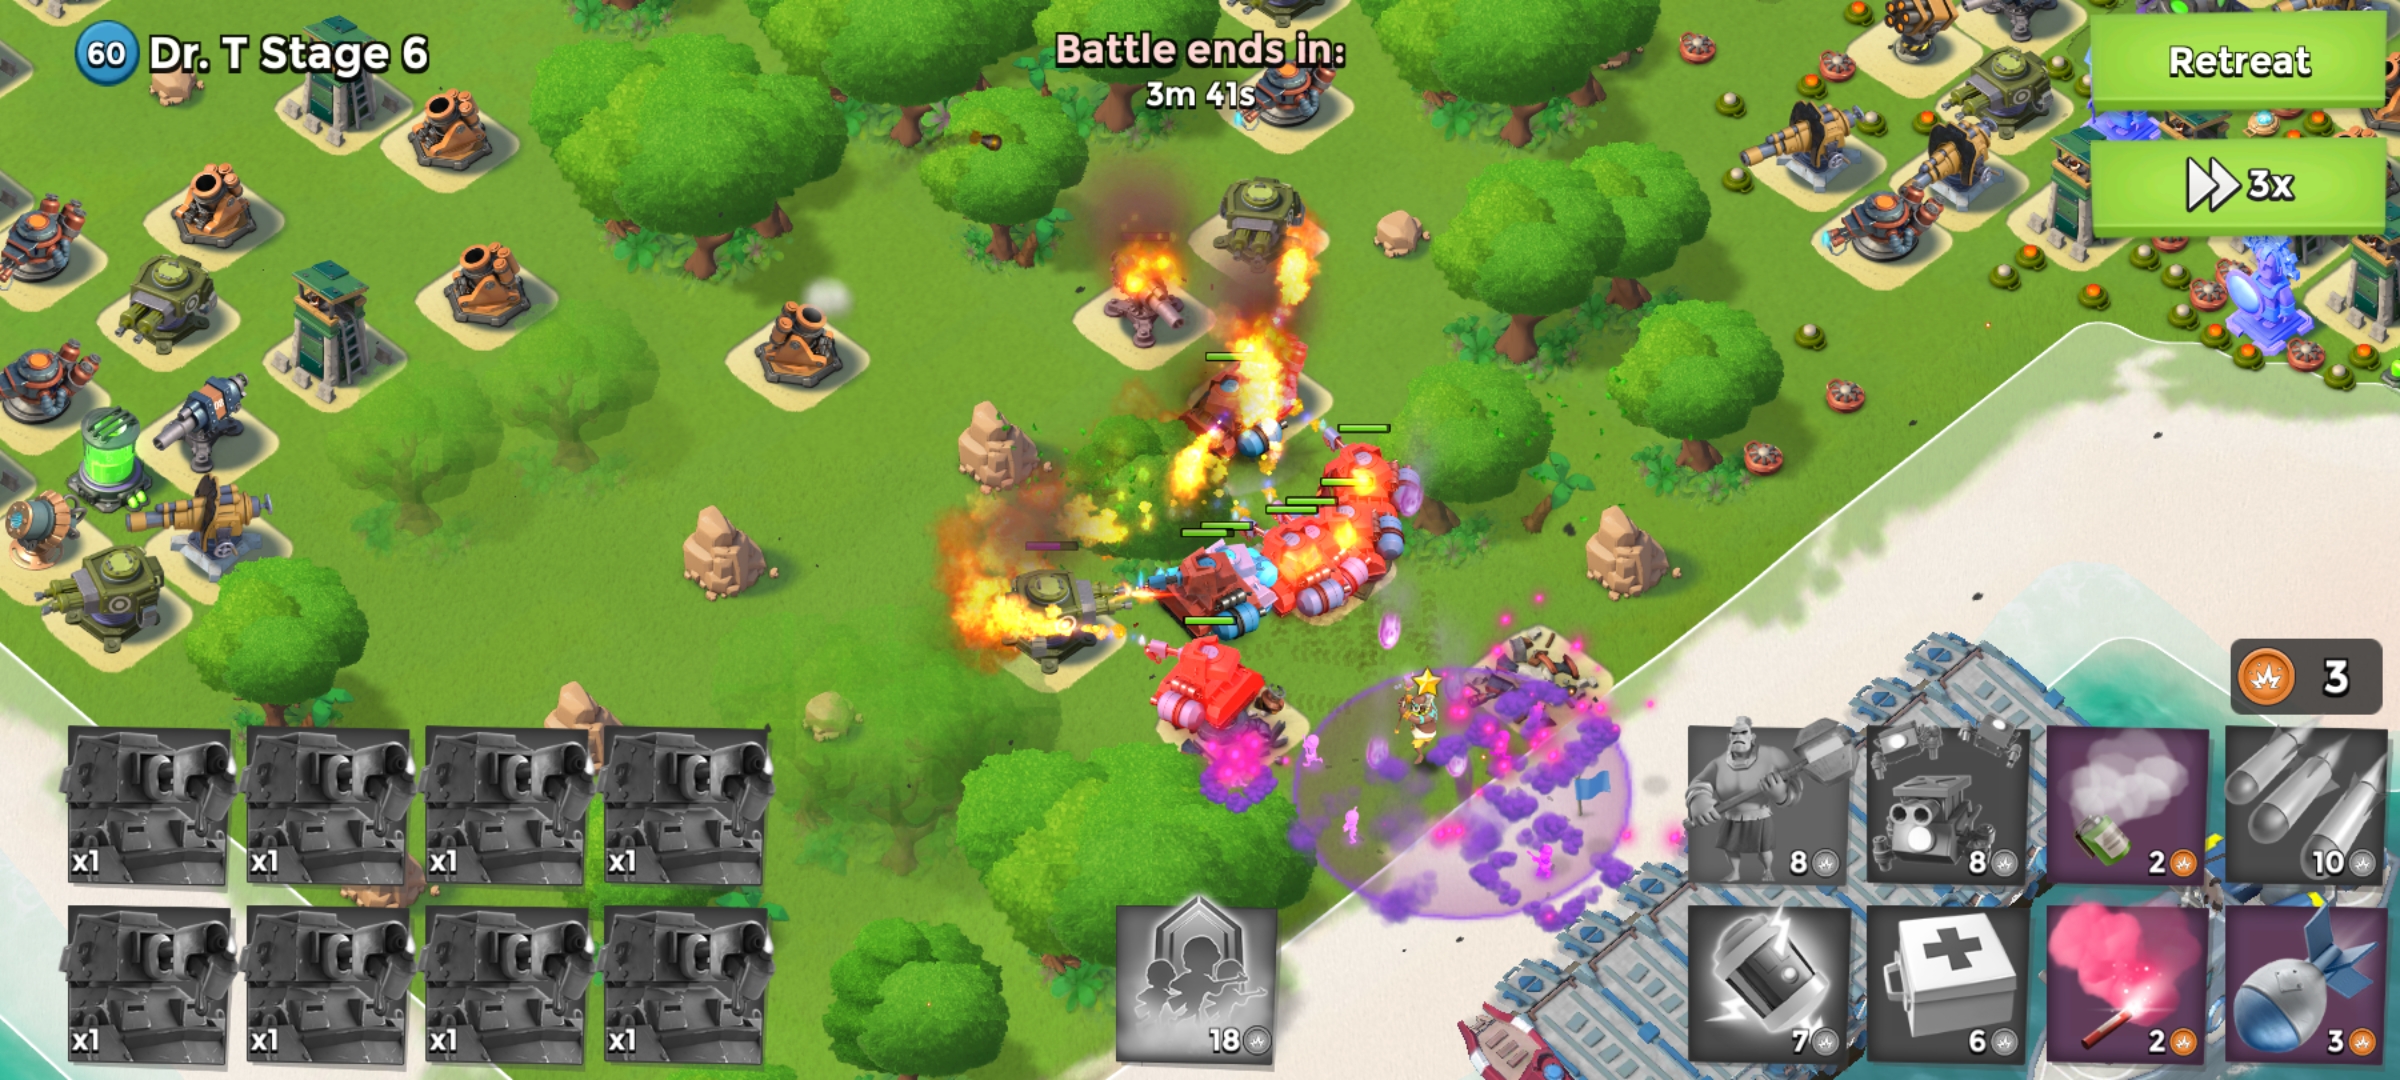 60 Dr. T Stage 6
Battle ends in:
3m 41s
Retreat
3x
3
x1 x1 x1 x1
8 8 2 10
x1 x1 x1 x1
18 7 6 2 3